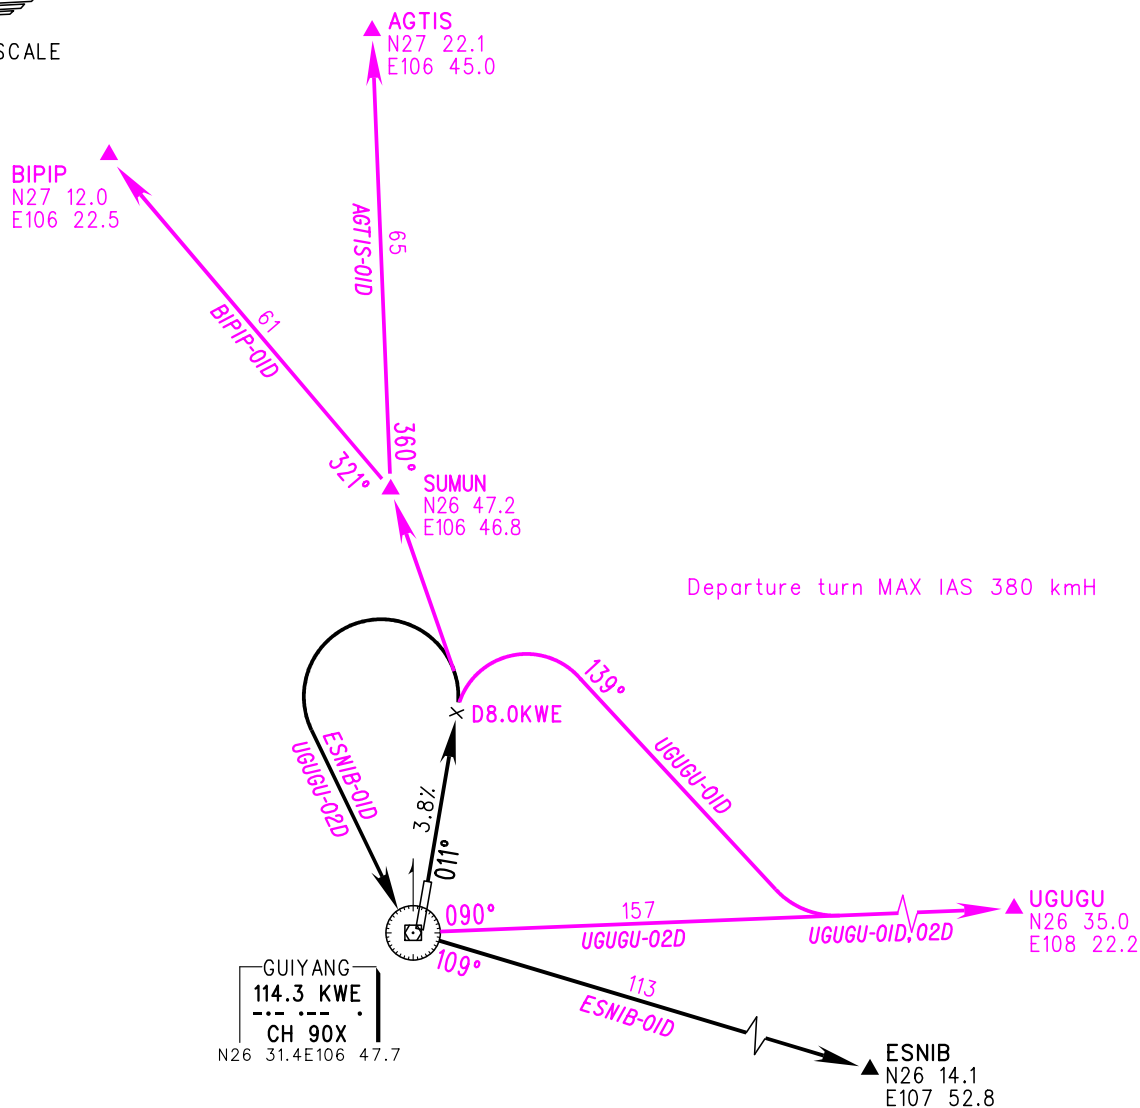 SCALE
AGTIS
N27 22.1
E106 45.0
BIPIP
N27 12.0
E106 22.5
AGTIS-01D
65
61
BIPIP-01D
360°
321°
SUMUN
N26 47.2
E106 46.8
Departure turn MAX IAS 380 kmH
139°
D8.0KWE
UGUGU-01D
ESNIB-01D
UGUGU-02D
3.8%
011°
090°
157
UGUGU-02D
UGUGU-01D,02D
UGUGU
N26 35.0
E108 22.2
109°
113
ESNIB-01D
GUIYANG
114.3 KWE
CH 90X
N26 31.4E106 47.7
ESNIB
N26 14.1
E107 52.8